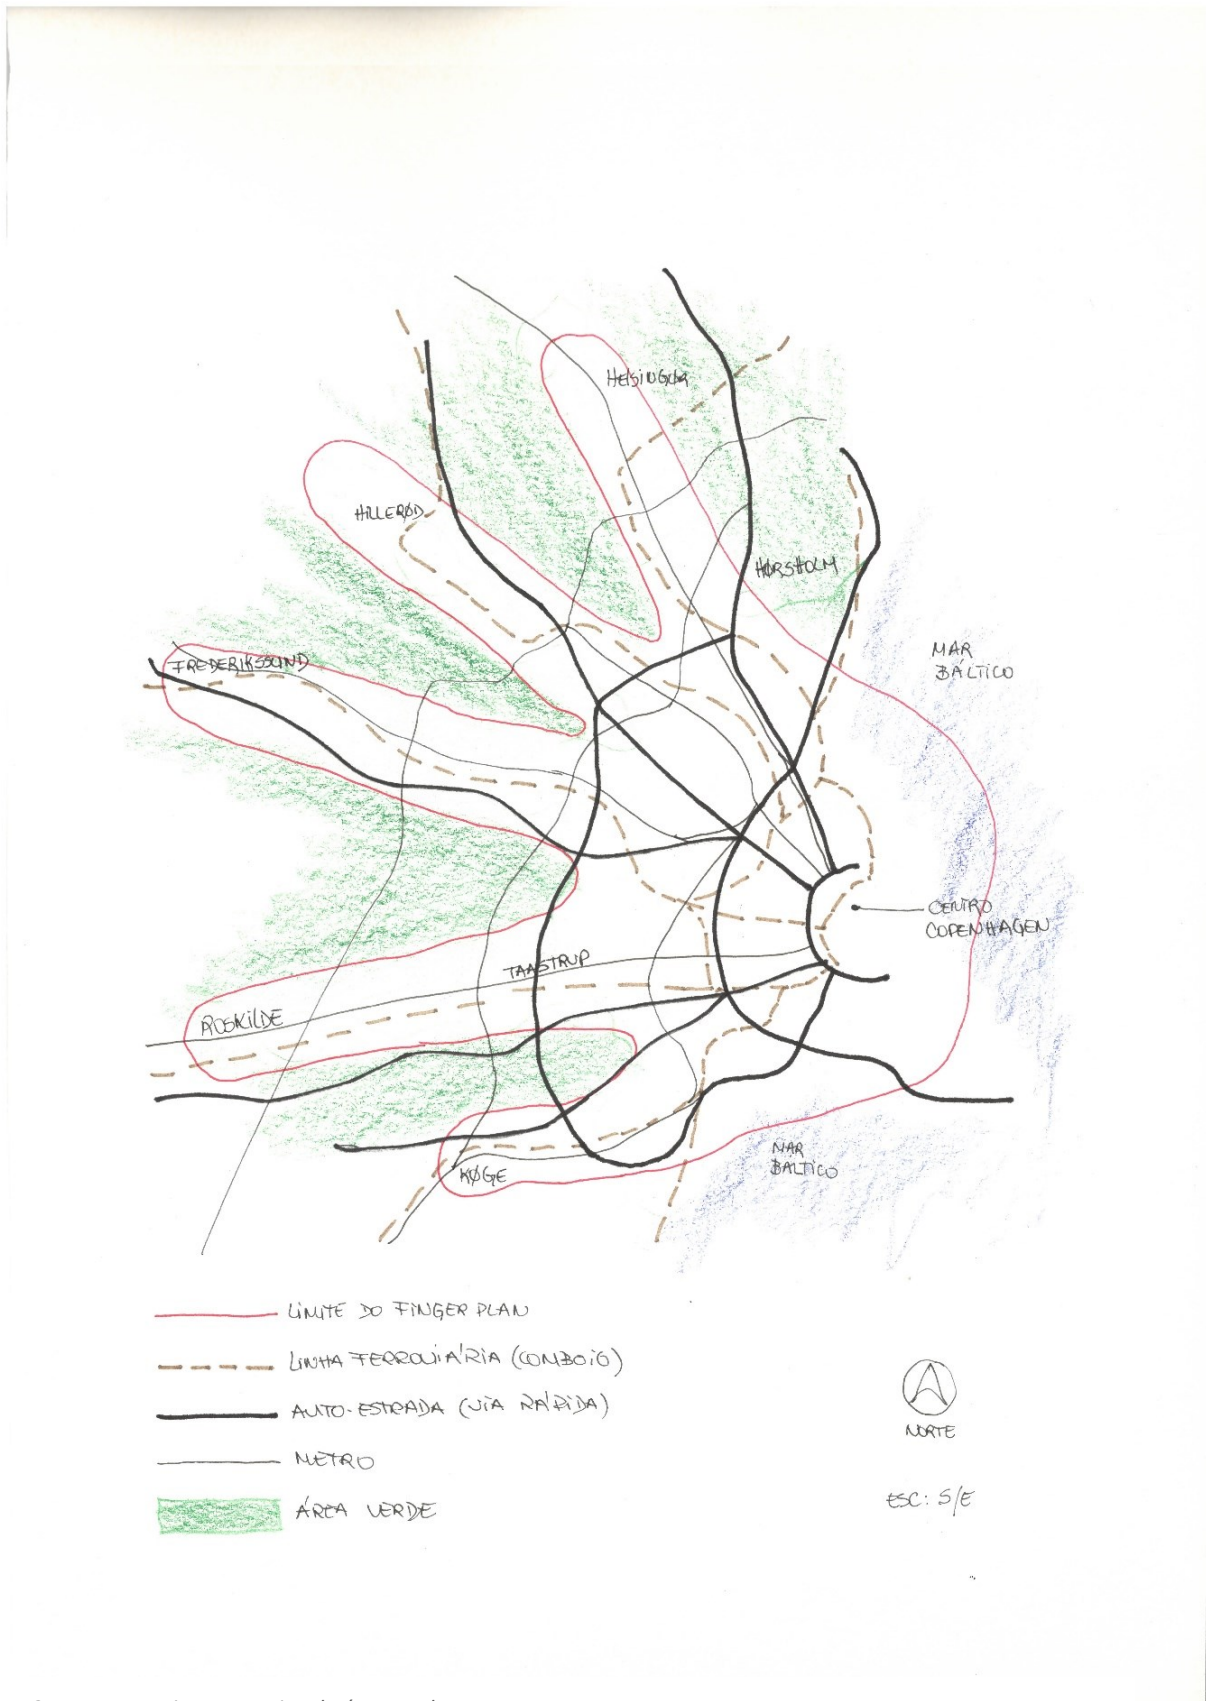 HELSINGØR
HILLERØD
HØRSHOLM
MAR
BÁLTICO
FREDERIKSSUND
CENTRO
COPENHAGEN
TAASTRUP
ROSKILDE
MAR
BALTICO
KØGE
LIMITE DO FINGER PLAN
LINHA FERROVIÁRIA (COMBOIO)
AUTO-ESTRADA (VIA RÁPIDA)
NORTE
METRO
ESC: S/E
ÁREA VERDE